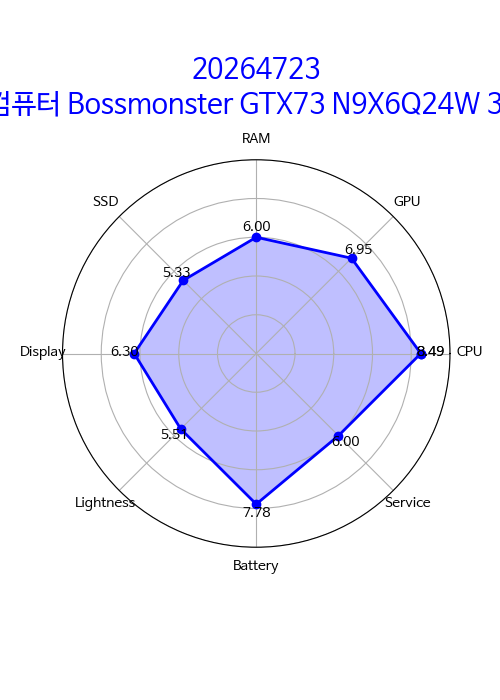 20264723
컴퓨터 Bossmonster GTX73 N9X6Q24W 3
RAM
SSD
GPU
6.00
6.95
5.33
Display
6.30
8.49
CPU
5.51
6.00
Lightness
Service
7.78
Battery